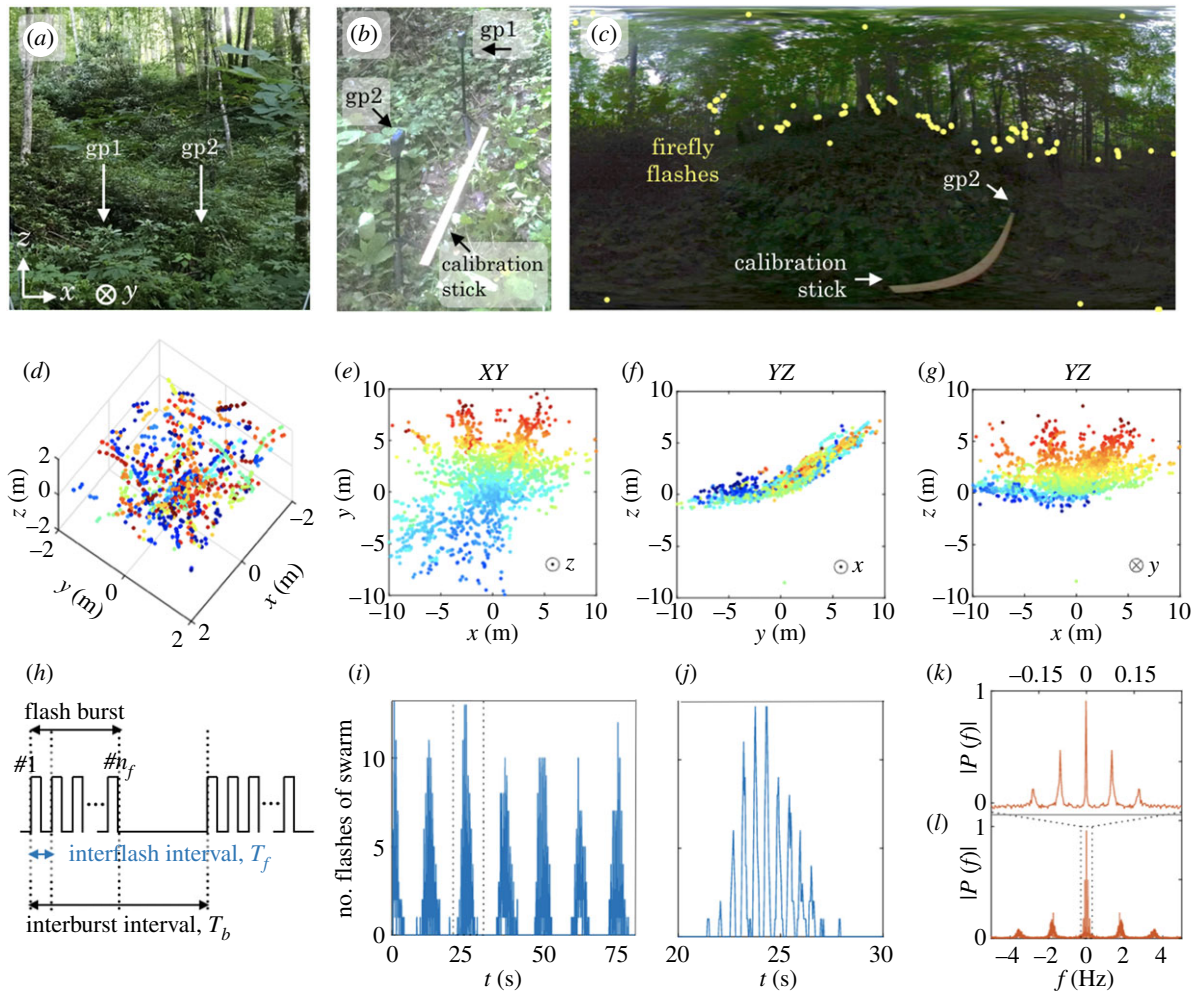 (a)
gp1
gp2
z
x ⊗ y
(b)
gp1
gp2
calibration
stick
(c)
firefly
flashes
gp2
calibration
stick
(d)
z (m)
2
0
−2
−2
0
2
y (m)
−2
0
2
x (m)
(e)
XY
10
5
0
−5
−10
y (m)
−10 −5 0 5 10
x (m)
z
(f)
YZ
10
5
0
−5
−10
z (m)
−10 −5 0 5 10
y (m)
x
(g)
YZ
10
5
0
−5
−10
z (m)
−10 −5 0 5 10
x (m)
y
(h)
flash burst
#1
#nf
interflash interval, Tf
interburst interval, Tb
(i)
no. flashes of swarm
10
5
0
0 25 50 75
t (s)
(j)
20 30
t (s)
(k)
−0.15 0 0.15
|P (f)|
1
0
(l)
|P (f)|
1
0
−4 −2 0 2 4
f (Hz)